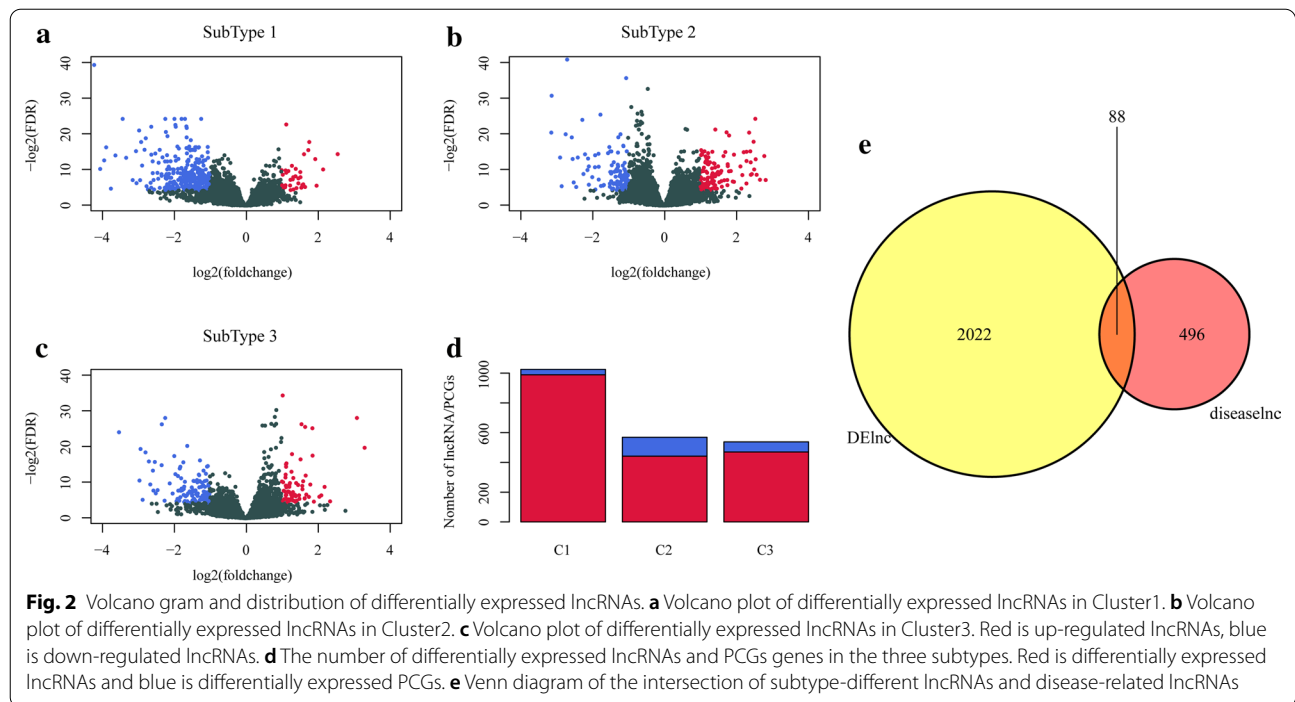 a
SubType 1
−log2(FDR)
0 10 20 30 40
−4 −2 0 2 4
log2(foldchange)
b
SubType 2
−log2(FDR)
0 10 20 30 40
−4 −2 0 2 4
log2(foldchange)
c
SubType 3
−log2(FDR)
0 10 20 30 40
−4 −2 0 2 4
log2(foldchange)
d
Nomber of lncRNA/PCGs
0 200 600 1000
C1 C2 C3
e
88
2022
496
DElnc
diseaselnc
Fig. 2 Volcano gram and distribution of differentially expressed lncRNAs. a Volcano plot of differentially expressed lncRNAs in Cluster1. b Volcano
plot of differentially expressed lncRNAs in Cluster2. c Volcano plot of differentially expressed lncRNAs in Cluster3. Red is up-regulated lncRNAs, blue
is down-regulated lncRNAs. d The number of differentially expressed lncRNAs and PCGs genes in the three subtypes. Red is differentially expressed
lncRNAs and blue is differentially expressed PCGs. e Venn diagram of the intersection of subtype-different lncRNAs and disease-related lncRNAs